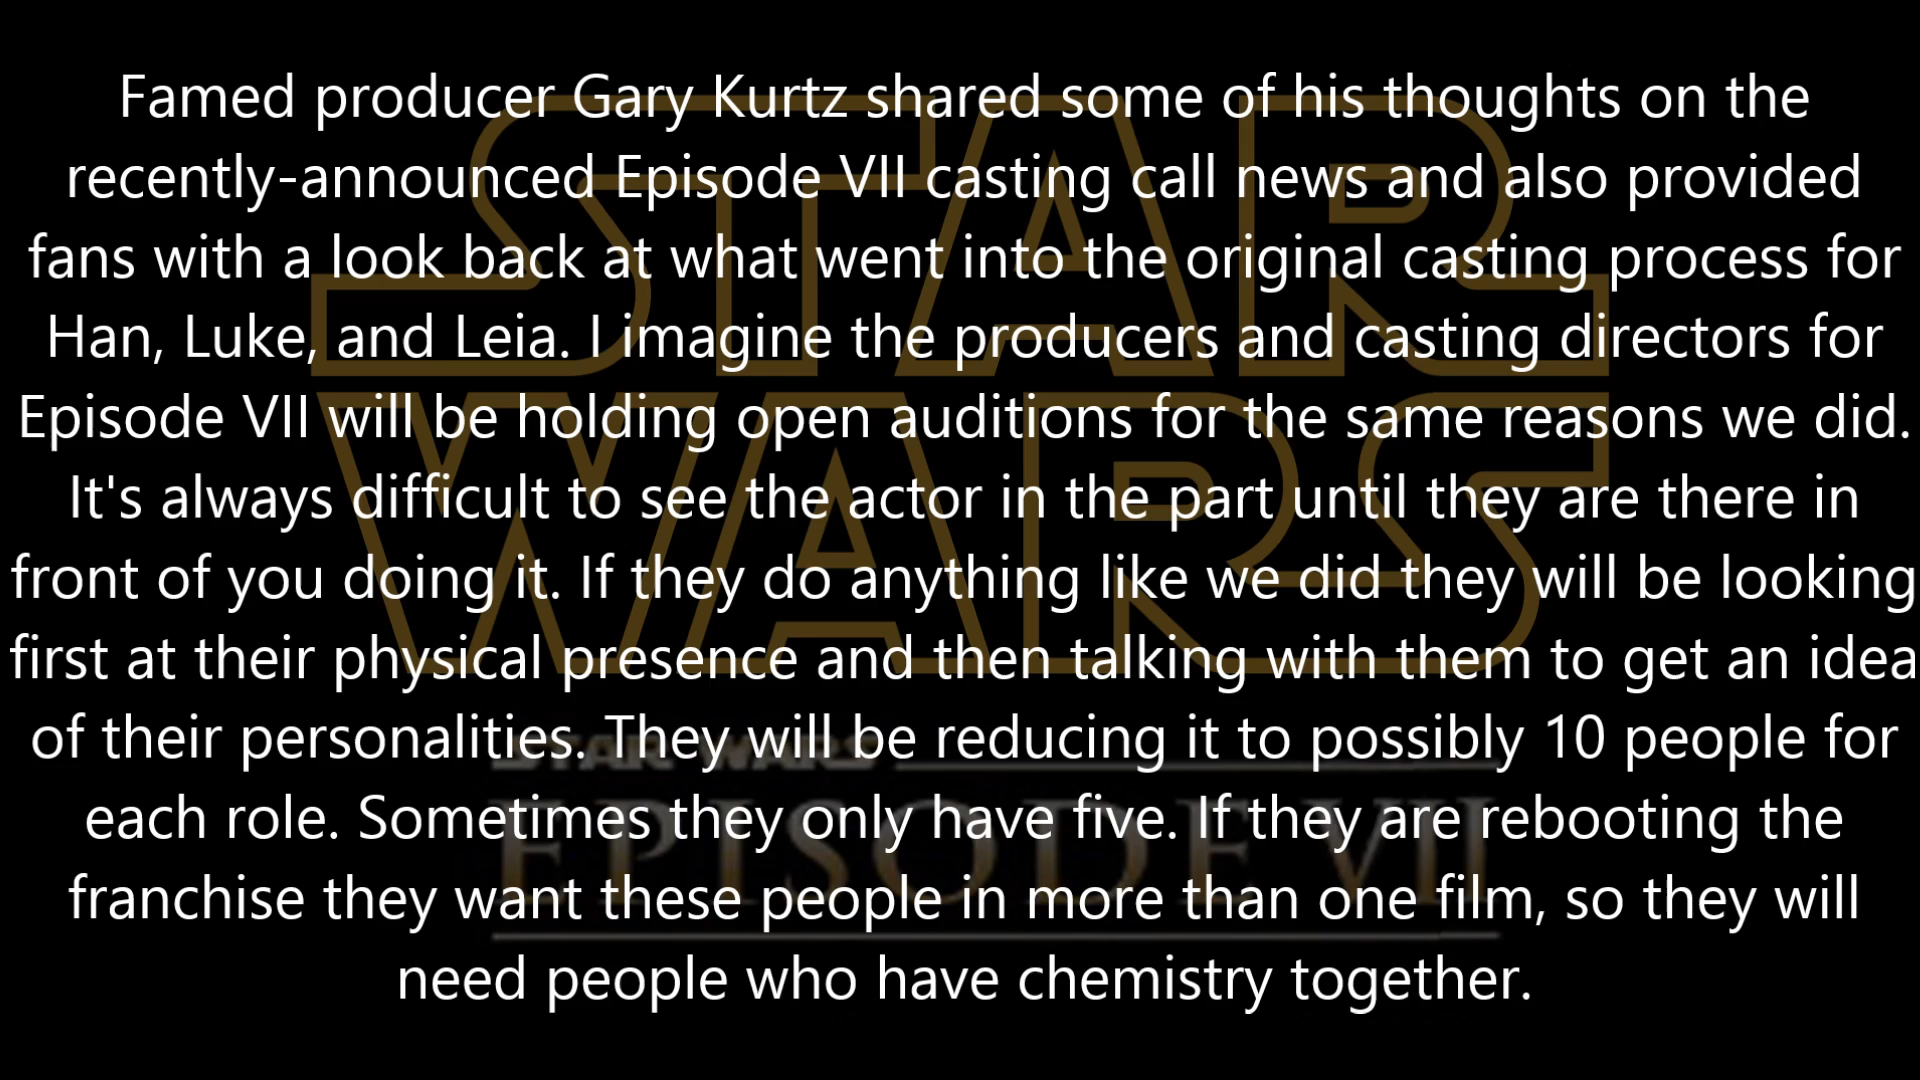 Famed producer Gary Kurtz shared some of his thoughts on the
recently-announced Episode VII casting call news and also provided
fans with a look back at what went into the original casting process for
Han, Luke, and Leia. I imagine the producers and casting directors for
Episode VII will be holding open auditions for the same reasons we did.
It's always difficult to see the actor in the part until they are there in
front of you doing it. If they do anything like we did they will be looking
first at their physical presence and then talking with them to get an idea
of their personalities. They will be reducing it to possibly 10 people for
each role. Sometimes they only have five. If they are rebooting the
franchise they want these people in more than one film, so they will
need people who have chemistry together.
STAR
WARS
STAR WARS
EPISODE VII